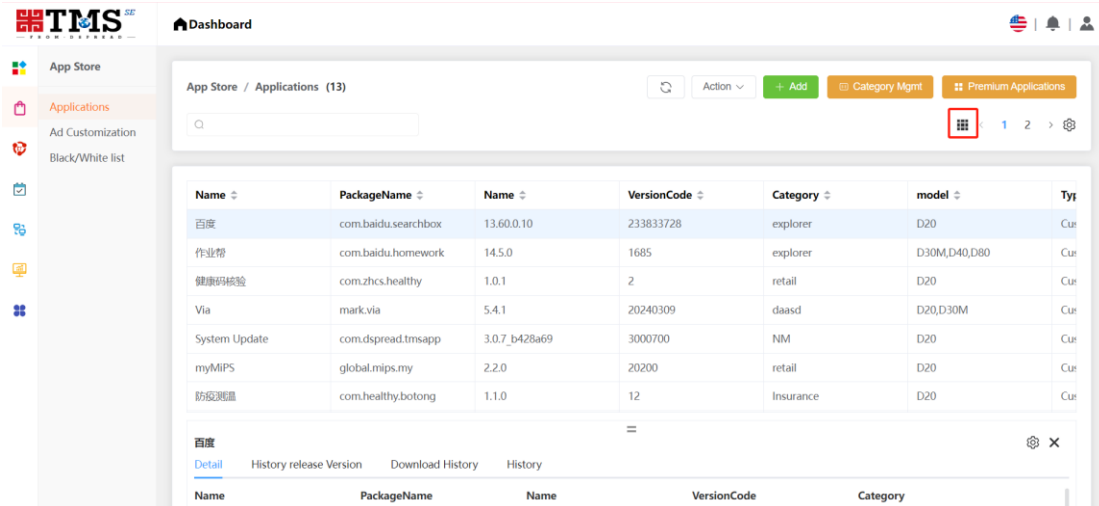 TMS SE
FROM · DSPREAD
Dashboard
App Store
Applications
Ad Customization
Black/White list
App Store / Applications (13)
Action
+ Add
Category Mgmt
Premium Applications
1 2
Name PackageName Name VersionCode Category model
百度 com.baidu.searchbox 13.60.0.10 233833728 explorer D20
作业帮 com.baidu.homework 14.5.0 1685 explorer D30M,D40,D80
健康码核验 com.zhcs.healthy 1.0.1 2 retail D20
Via mark.via 5.4.1 20240309 daasd D20,D30M
System Update com.dspread.tmsapp 3.0.7_b428a69 3000700 NM D20
myMiPS global.mips.my 2.2.0 20200 retail D20
防疫测温 com.healthy.botong 1.1.0 12 Insurance D20
百度
Detail History release Version Download History History
Name PackageName Name VersionCode Category